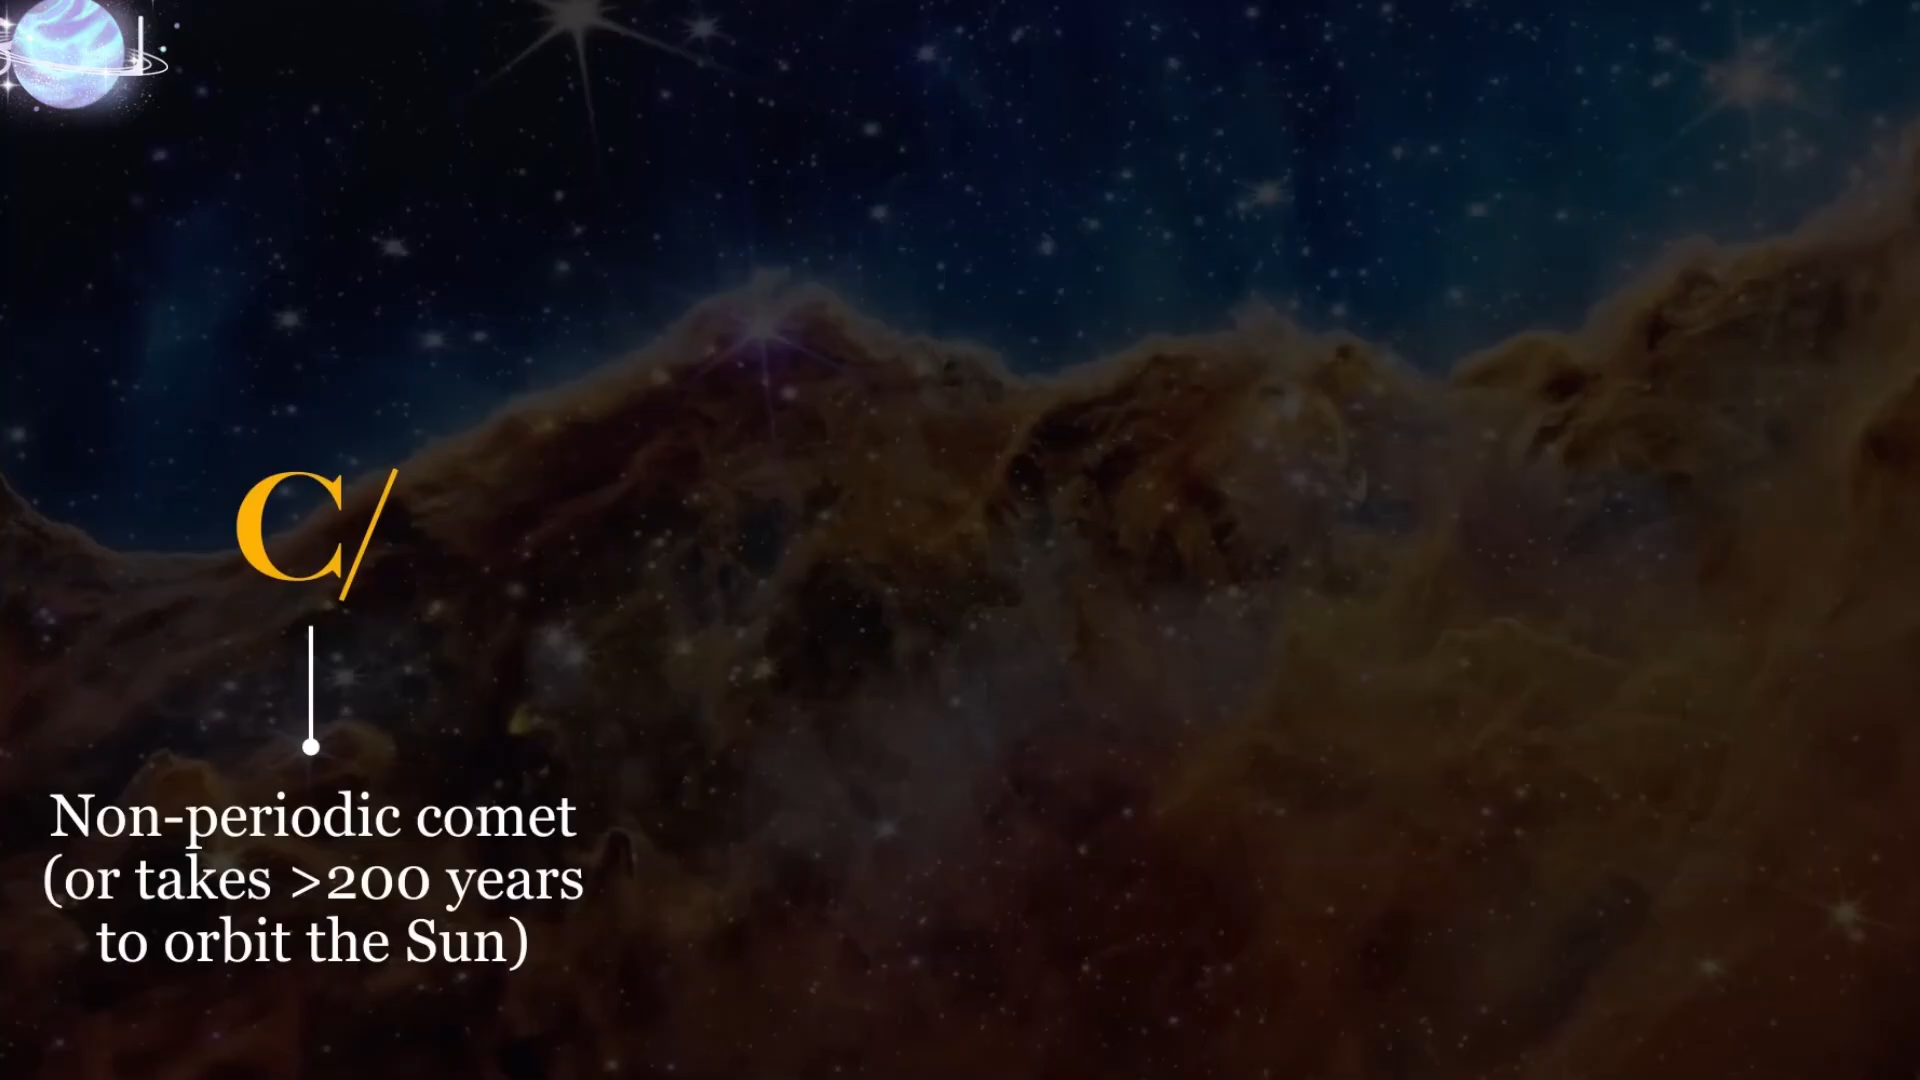 C/
Non-periodic comet
(or takes >200 years
to orbit the Sun)